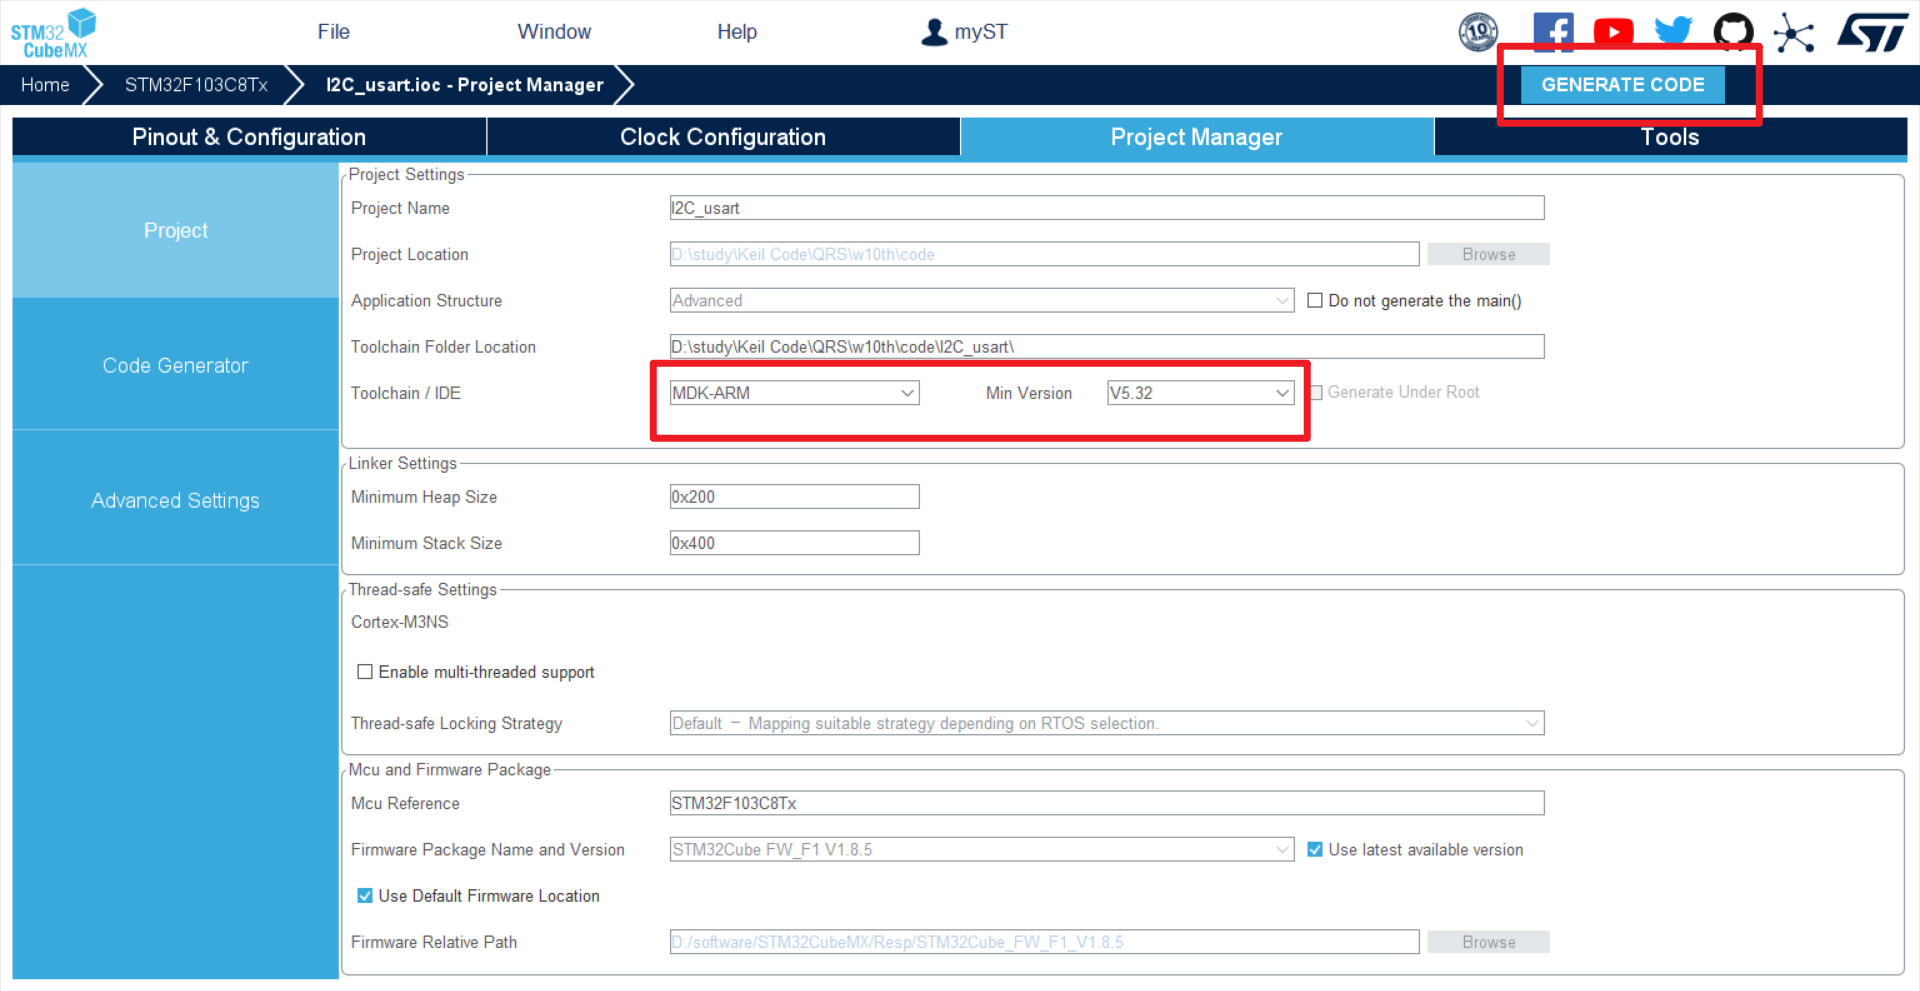 STM32 CubeMX File Window Help myST 10
Home STM32F103C8Tx I2C_usart.ioc - Project Manager GENERATE CODE
Pinout & Configuration Clock Configuration Project Manager Tools
Project
Code Generator
Advanced Settings
Project Settings
Project Name I2C_usart
Project Location D:\study\Keil Code\QRS\w10th\code Browse
Application Structure Advanced Do not generate the main()
Toolchain Folder Location D:\study\Keil Code\QRS\w10th\code\I2C_usart\
Toolchain / IDE MDK-ARM Min Version V5.32 Generate Under Root
Linker Settings
Minimum Heap Size 0x200
Minimum Stack Size 0x400
Thread-safe Settings
Cortex-M3NS
Enable multi-threaded support
Thread-safe Locking Strategy Default – Mapping suitable strategy depending on RTOS selection.
Mcu and Firmware Package
Mcu Reference STM32F103C8Tx
Firmware Package Name and Version STM32Cube FW_F1 V1.8.5 Use latest available version
Use Default Firmware Location
Firmware Relative Path D:/software/STM32CubeMX/Resp/STM32Cube_FW_F1_V1.8.5 Browse